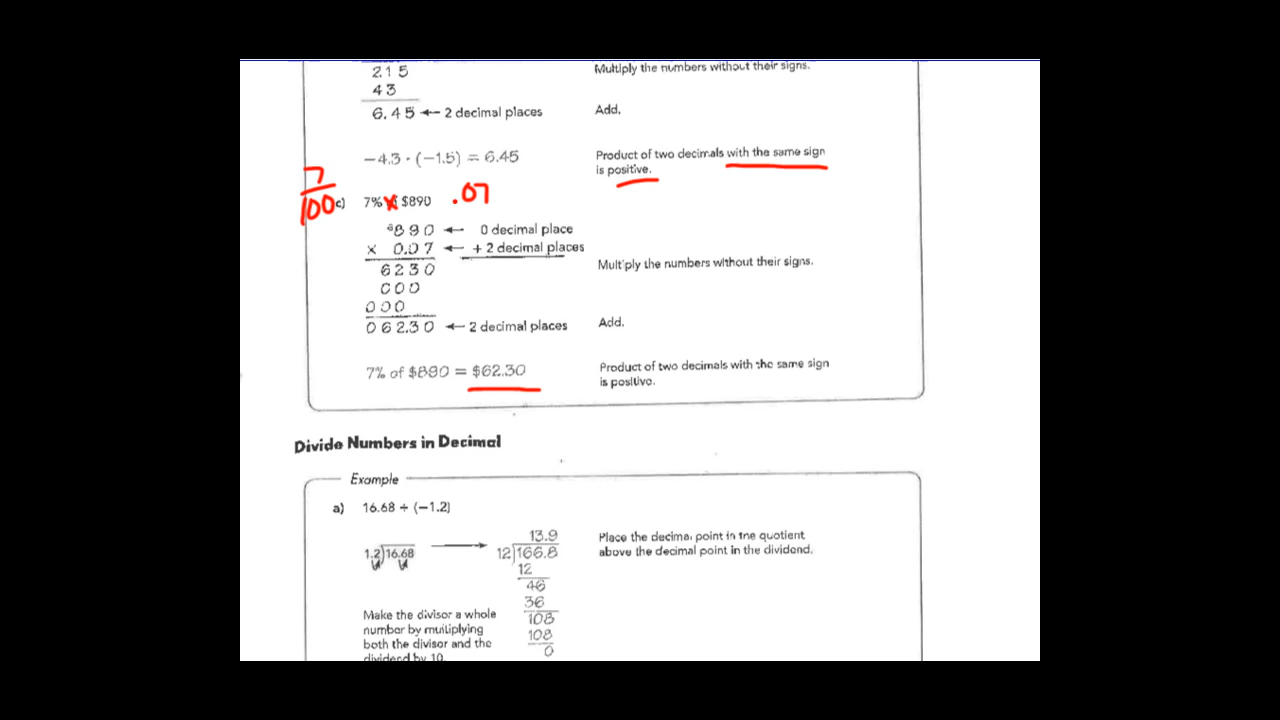 2 1 5
Multiply the numbers without their signs.
4 3
6. 4 5 ← 2 decimal places
Add.
−4.3 · (−1.5) = 6.45
Product of two decimals with the same sign
is positive.
7
100
c) 7% × $890
.07
8 9 0 ← 0 decimal place
× 0.0 7 ← + 2 decimal places
6 2 3 0
Multiply the numbers without their signs.
0 0 0
0 0 0
0 6 2.3 0 ← 2 decimal places
Add.
7% of $890 = $62.30
Product of two decimals with the same sign
is positive.
Divide Numbers in Decimal
Example
a) 16.68 ÷ (−1.2)
1.2)16.68
13.9
12)166.8
Place the decimal point in the quotient
above the decimal point in the dividend.
12
46
36
108
108
0
Make the divisor a whole
number by multiplying
both the divisor and the
dividend by 10.